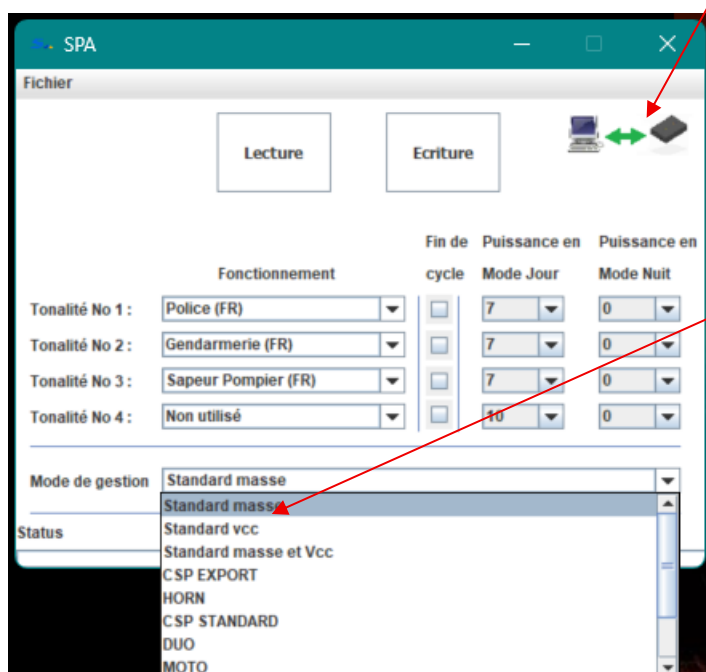 SPA
Fichier
Lecture Ecriture
Fin de Puissance en Puissance en
Fonctionnement cycle Mode Jour Mode Nuit
Tonalité No 1 : Police (FR) 7 0
Tonalité No 2 : Gendarmerie (FR) 7 0
Tonalité No 3 : Sapeur Pompier (FR) 7 0
Tonalité No 4 : Non utilisé 10 0
Mode de gestion Standard masse
Standard masse
Status Standard vcc
Standard masse et Vcc
CSP EXPORT
HORN
CSP STANDARD
DUO
MOTO